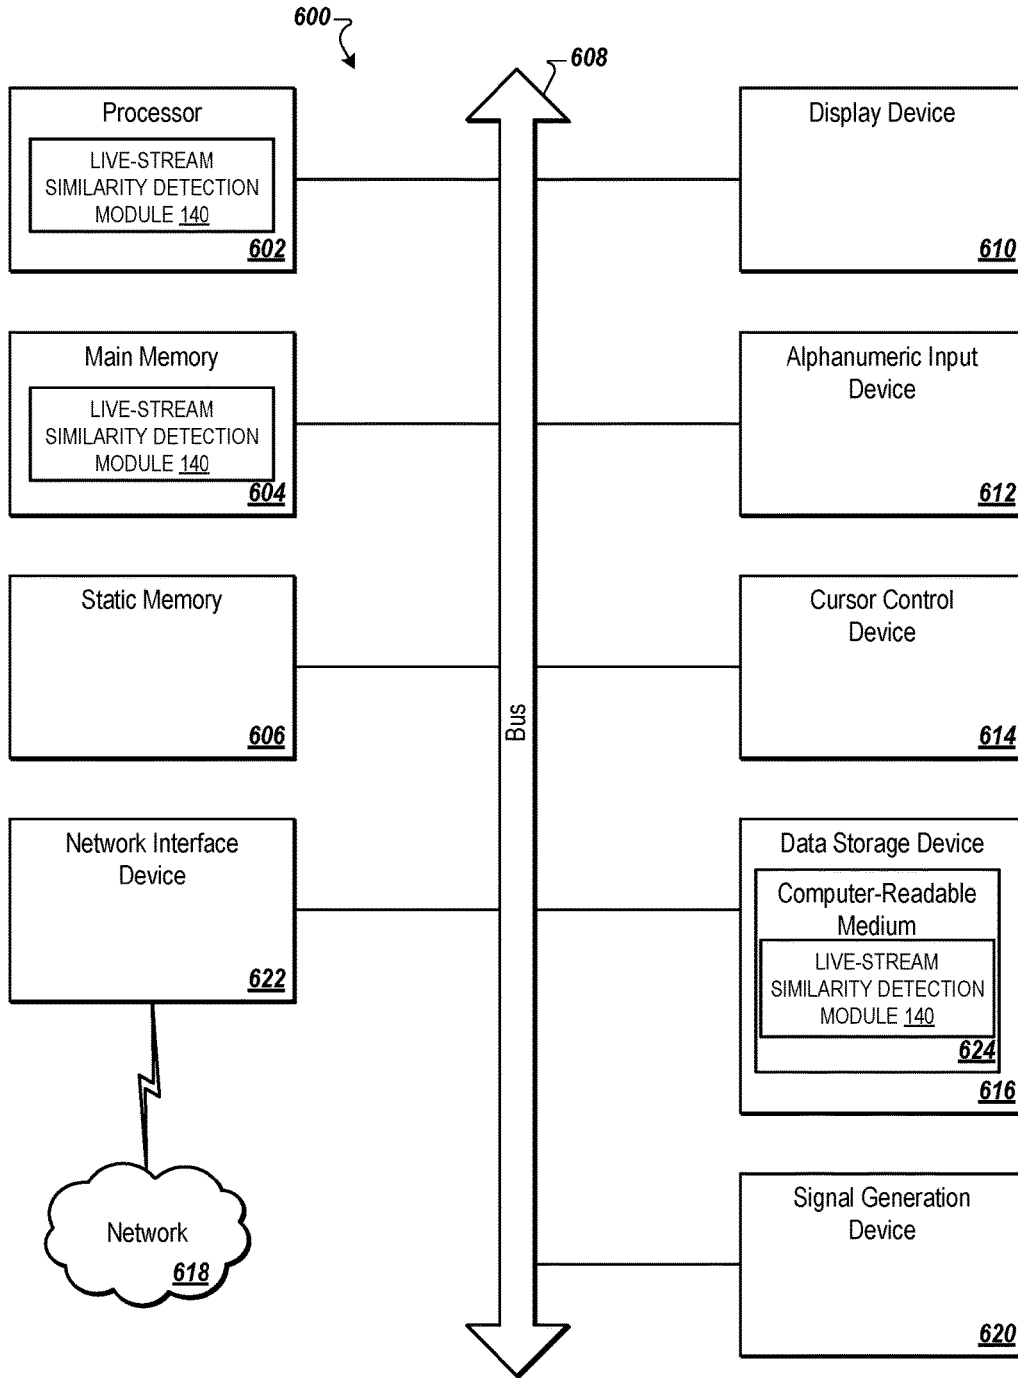 600
608
Processor
LIVE-STREAM
SIMILARITY DETECTION
MODULE 140
602
Main Memory
LIVE-STREAM
SIMILARITY DETECTION
MODULE 140
604
Static Memory
606
Network Interface
Device
622
Network
618
Bus
Display Device
610
Alphanumeric Input
Device
612
Cursor Control
Device
614
Data Storage Device
Computer-Readable
Medium
LIVE-STREAM
SIMILARITY DETECTION
MODULE 140
624
616
Signal Generation
Device
620